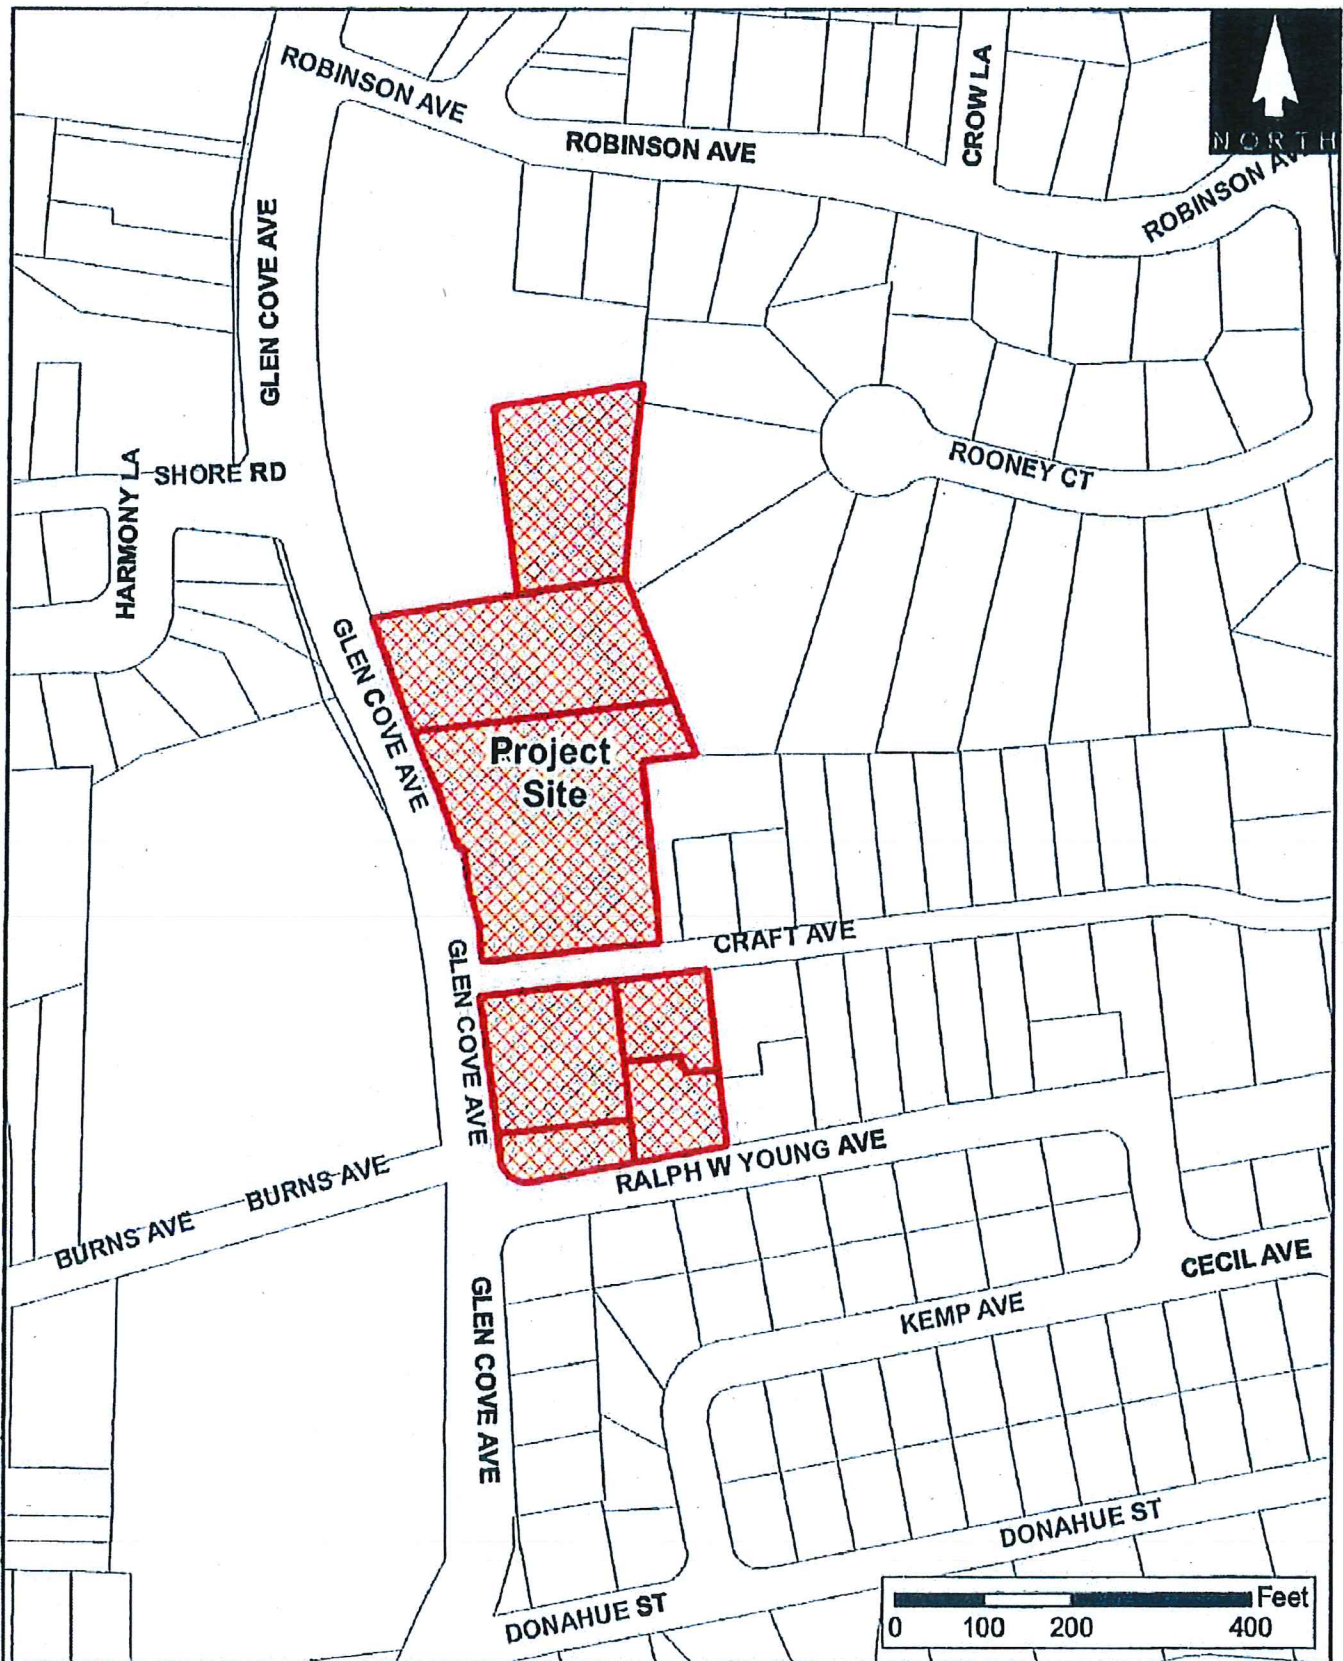 ROBINSON AVE
ROBINSON AVE
CROW LA
NORTH
ROBINSON AV
GLEN COVE AVE
SHORE RD
HARMONY LA
ROONEY CT
GLEN COVE AVE
Project
Site
CRAFT AVE
GLEN COVE AVE
RALPH W YOUNG AVE
BURNS AVE
BURNS AVE
CECIL AVE
GLEN COVE AVE
KEMP AVE
DONAHUE ST
DONAHUE ST
Feet
0 100 200 400